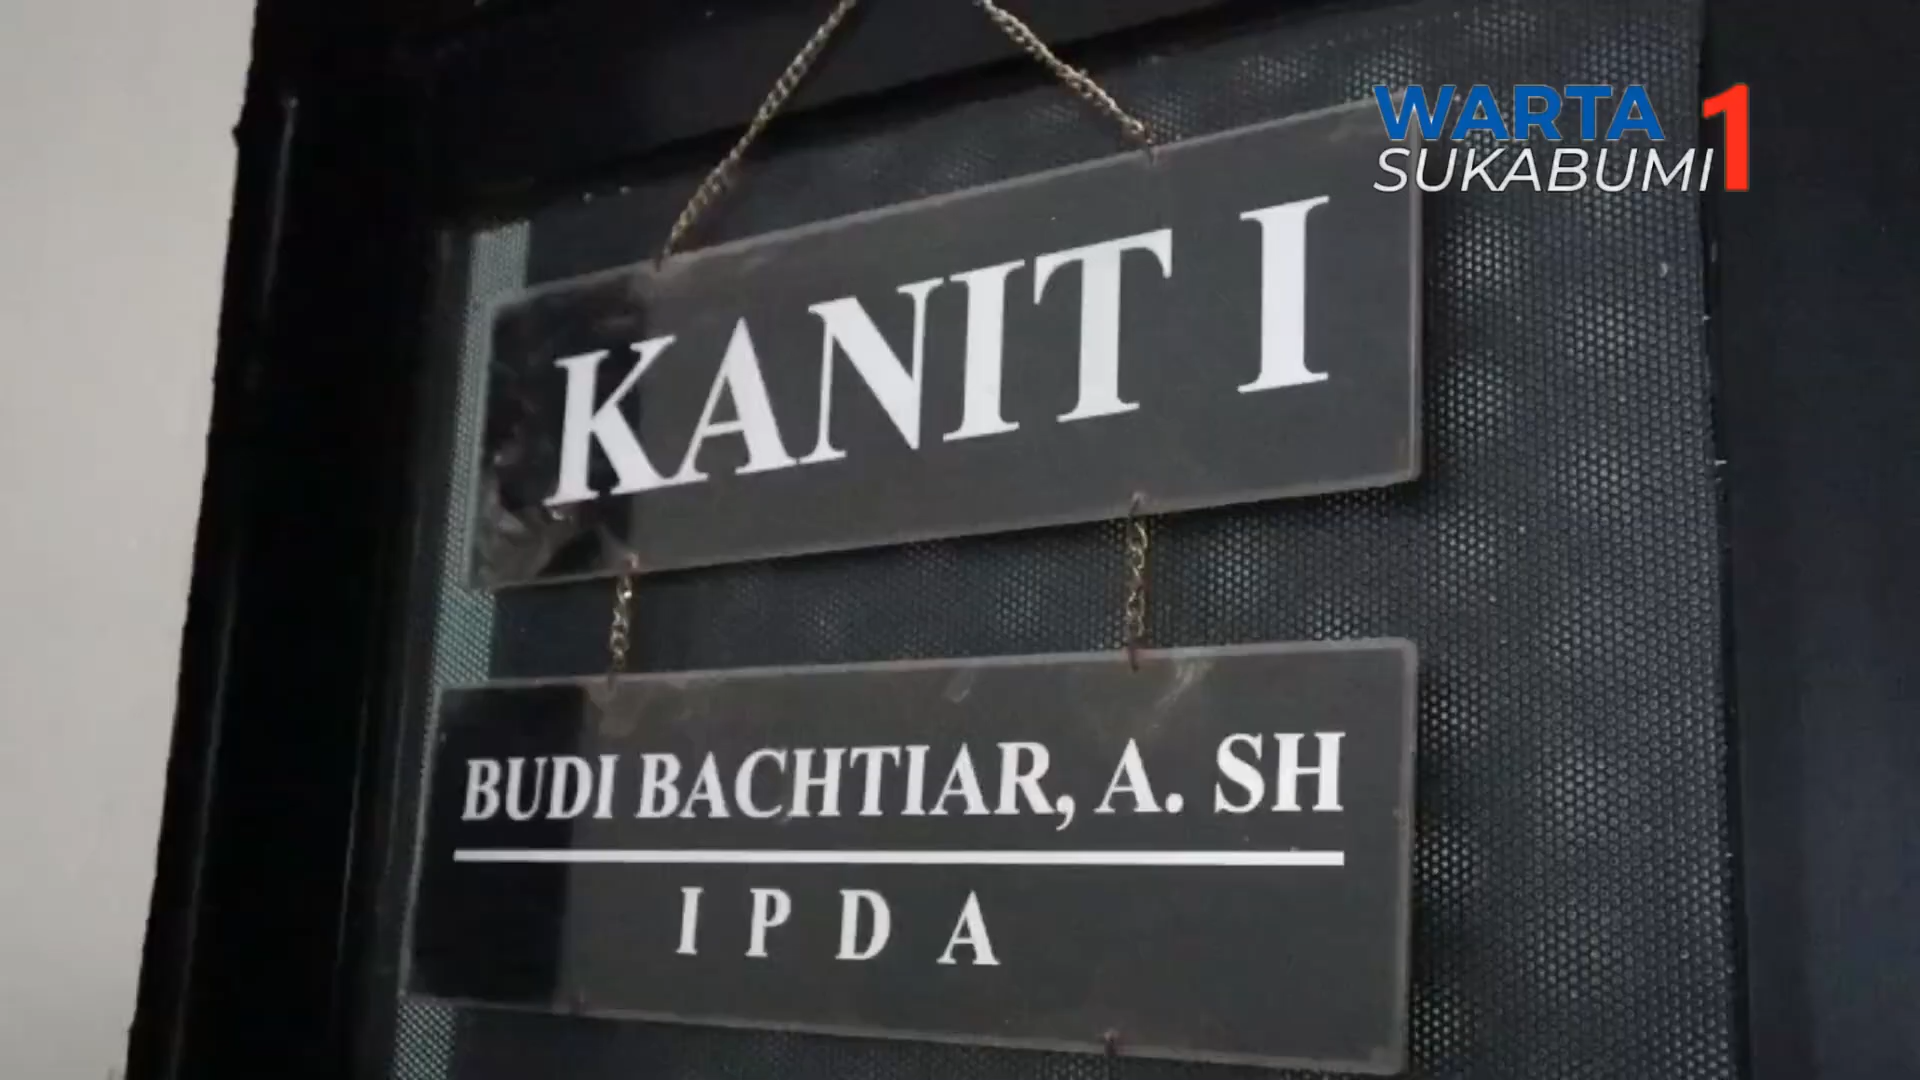 WARTA 1
SUKABUMI
KANIT I
BUDI BACHTIAR, A. SH
I P D A